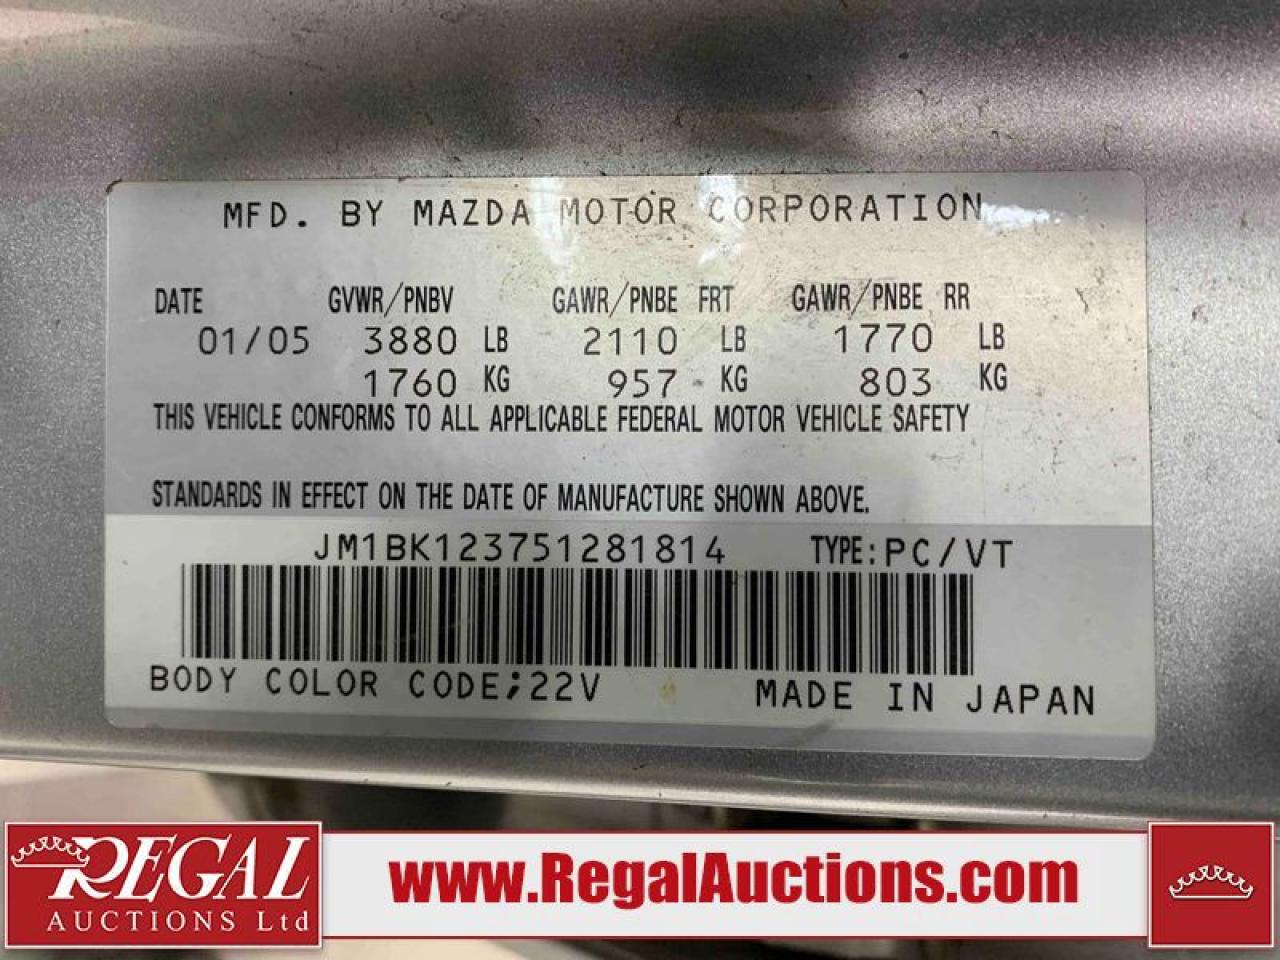 MFD. BY MAZDA MOTOR CORPORATION
DATE GVWR/PNBV GAWR/PNBE FRT GAWR/PNBE RR
01/05 3880 LB 2110 LB 1770 LB
1760 KG 957 KG 803 KG
THIS VEHICLE CONFORMS TO ALL APPLICABLE FEDERAL MOTOR VEHICLE SAFETY
STANDARDS IN EFFECT ON THE DATE OF MANUFACTURE SHOWN ABOVE.
JM1BK123751281814 TYPE:PC/VT
BODY COLOR CODE;22V MADE IN JAPAN
REGAL
AUCTIONS Ltd
www.RegalAuctions.com